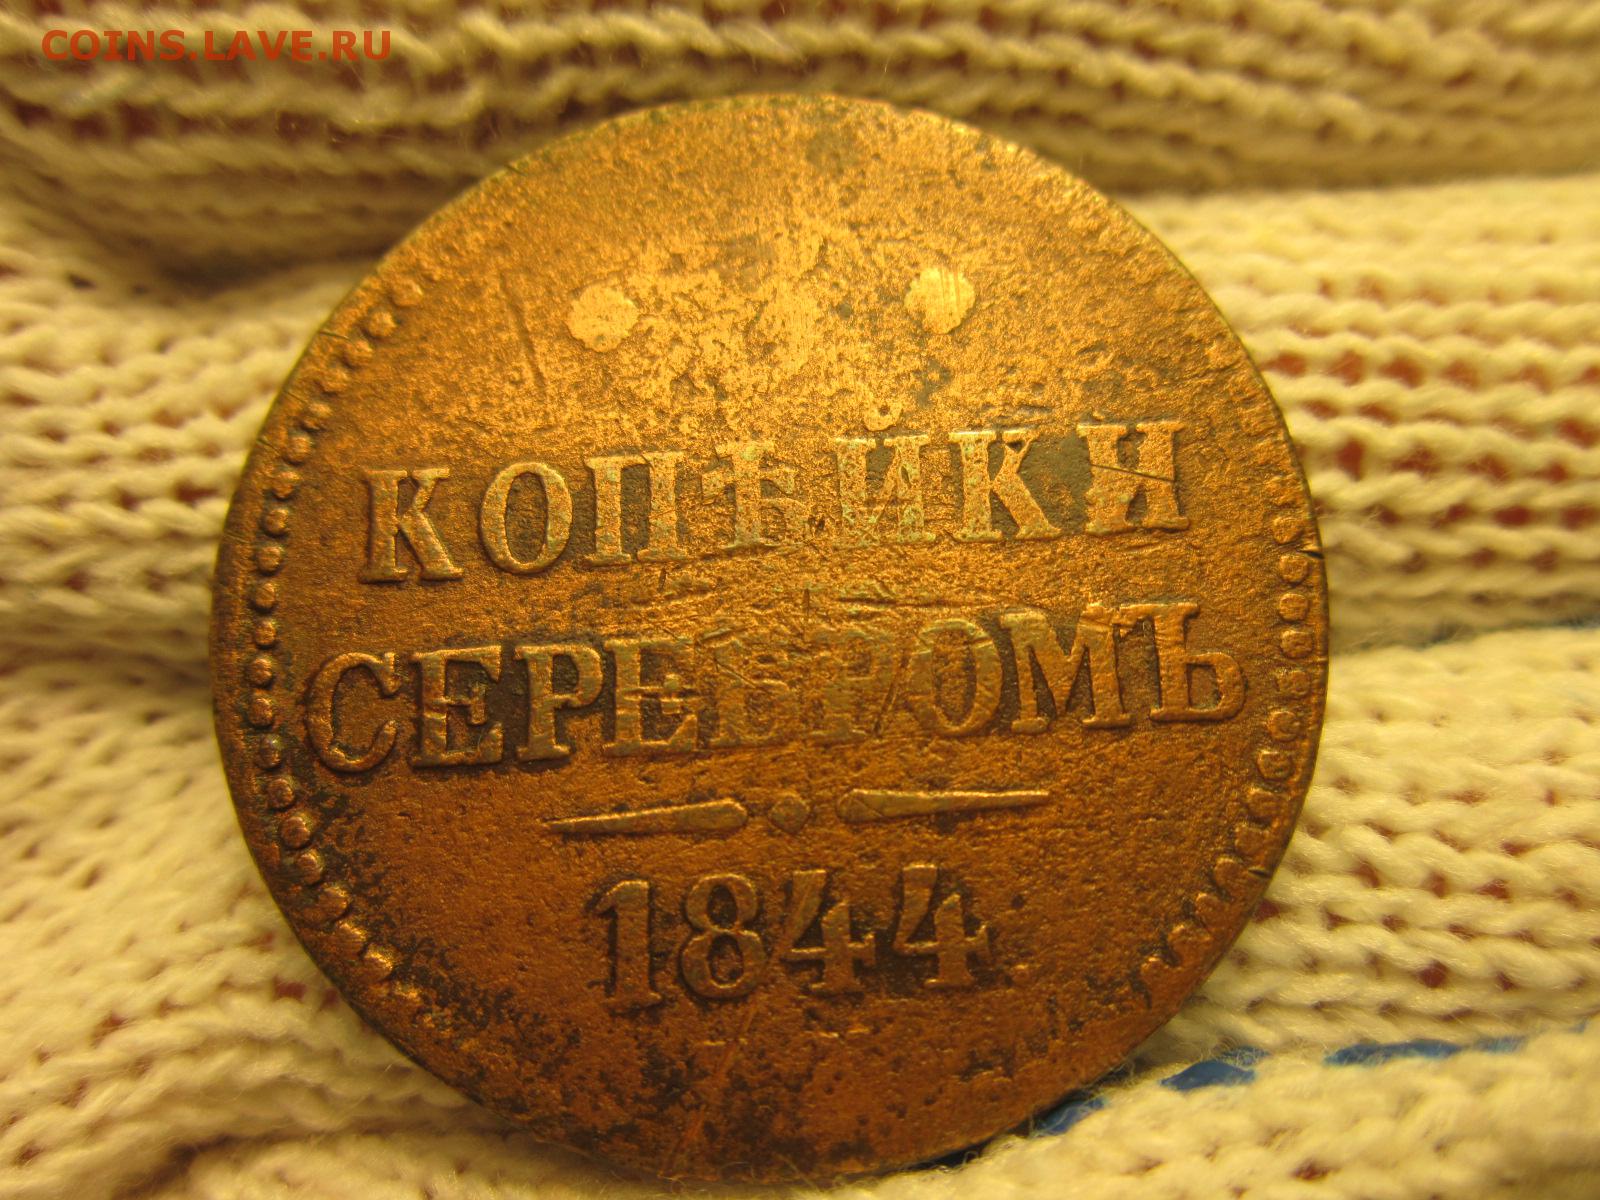 COINS.LAVE.RU
КОПѢЙКИ
СЕРЕБРОМЪ
1844